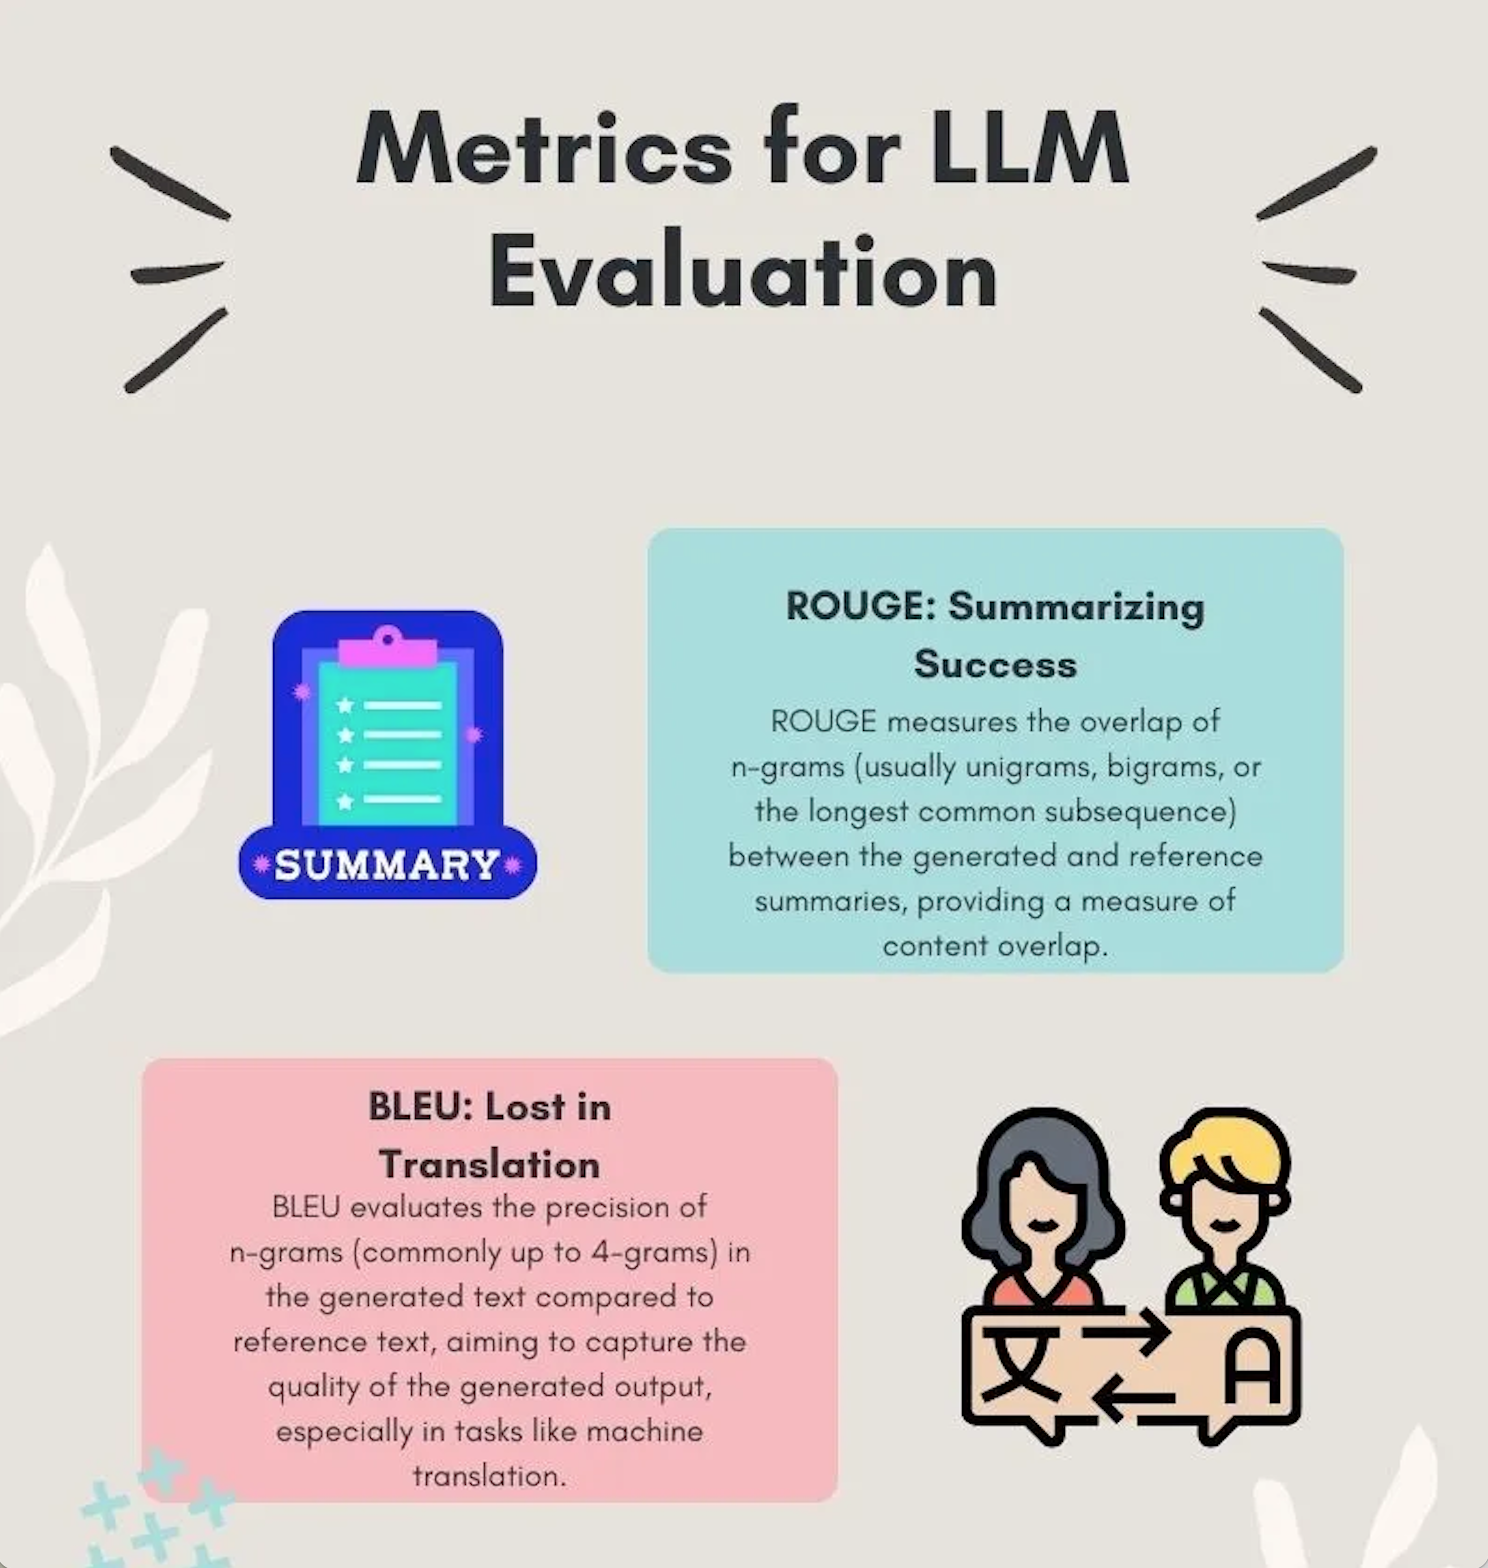 Metrics for LLM
Evaluation
ROUGE: Summarizing
Success
ROUGE measures the overlap of
n-grams (usually unigrams, bigrams, or
the longest common subsequence)
between the generated and reference
summaries, providing a measure of
content overlap.
SUMMARY
BLEU: Lost in
Translation
BLEU evaluates the precision of
n-grams (commonly up to 4-grams) in
the generated text compared to
reference text, aiming to capture the
quality of the generated output,
especially in tasks like machine
translation.
文 A